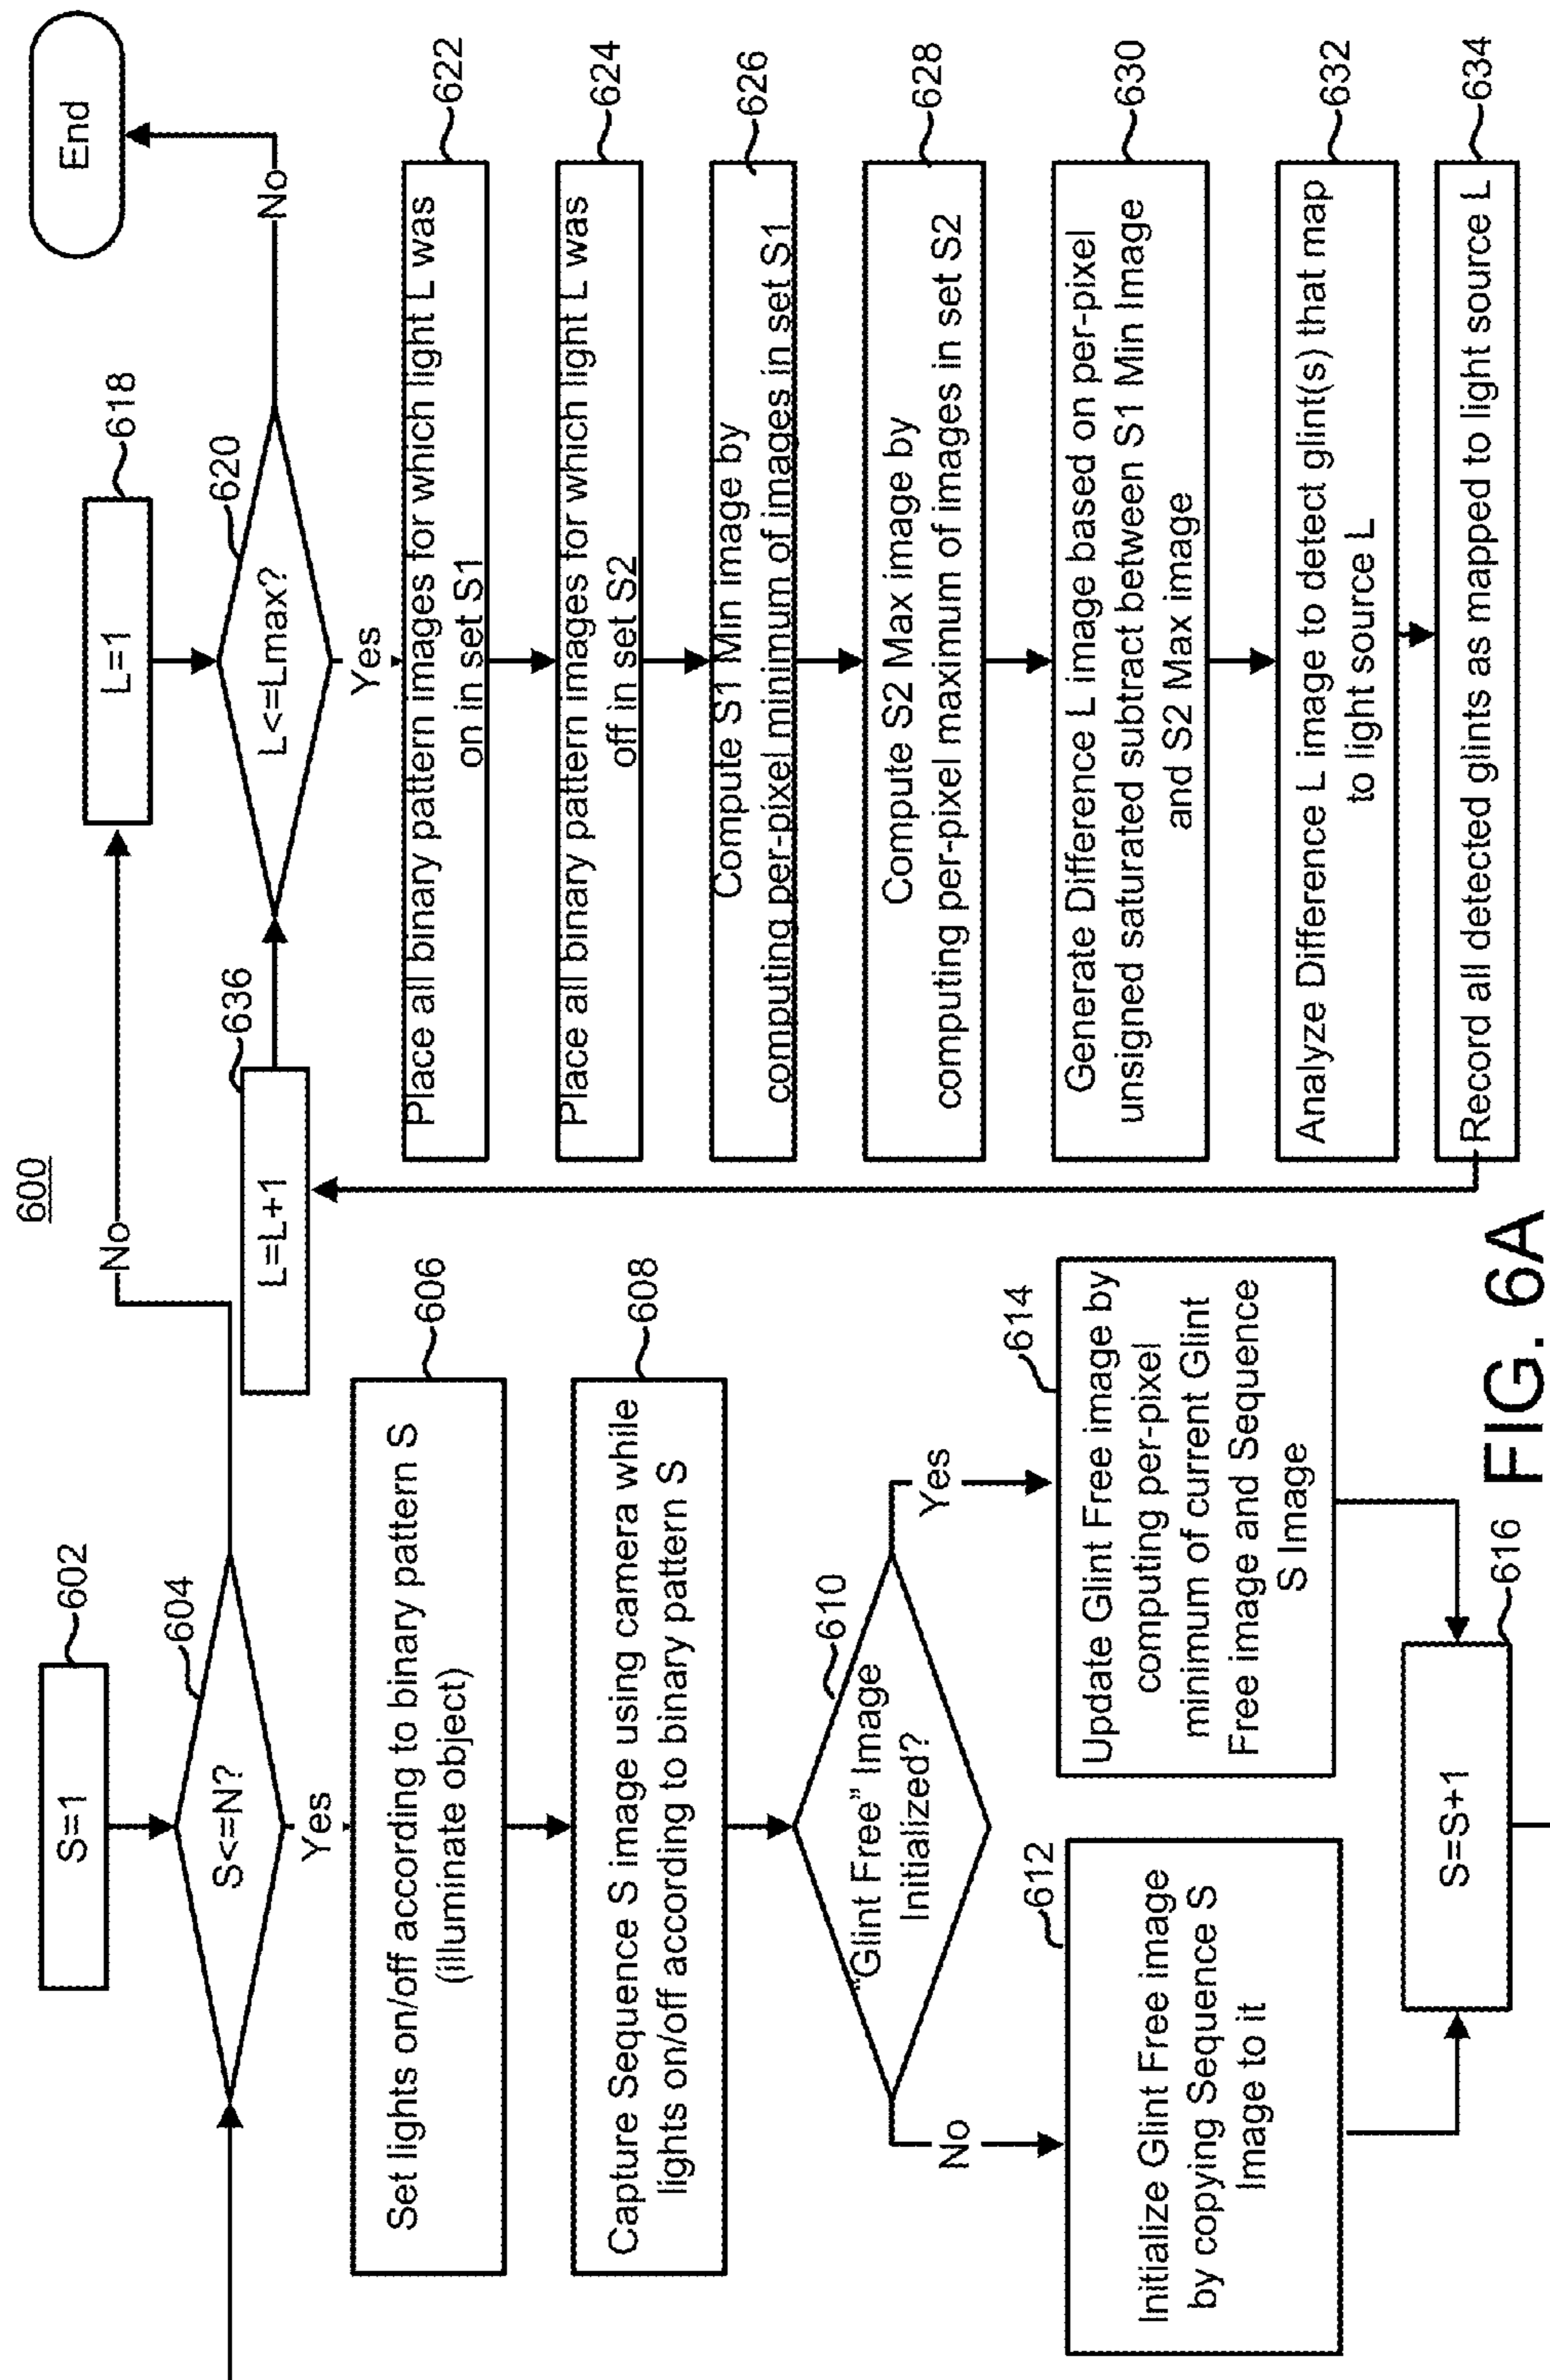 600
S=1
602
S<=N?
604
No
Yes
Set lights on/off according to binary pattern S
(illuminate object)
606
Capture Sequence S image using camera while
lights on/off according to binary pattern S
608
"Glint Free" Image
Initialized?
610
No
Yes
Initialize Glint Free image
by copying Sequence S
Image to it
612
Update Glint Free image by
computing per-pixel
minimum of current Glint
Free image and Sequence
S Image
614
S=S+1
616
L=1
618
L<=Lmax?
620
No
End
Yes
L=L+1
636
Place all binary pattern images for which light L was
on in set S1
622
Place all binary pattern images for which light L was
off in set S2
624
Compute S1 Min image by
computing per-pixel minimum of images in set S1
626
Compute S2 Max image by
computing per-pixel maximum of images in set S2
628
Generate Difference L image based on per-pixel
unsigned saturated subtract between S1 Min Image
and S2 Max image
630
Analyze Difference L image to detect glint(s) that map
to light source L
632
Record all detected glints as mapped to light source L
634
FIG. 6A